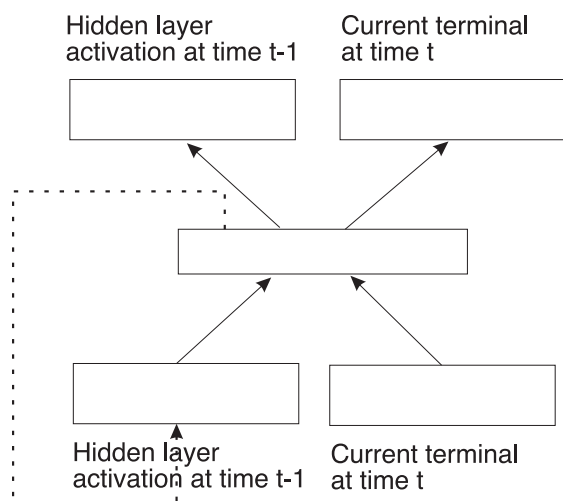 Hidden layer
activation at time t-1
Current terminal
at time t
Hidden layer
activation at time t-1
Current terminal
at time t